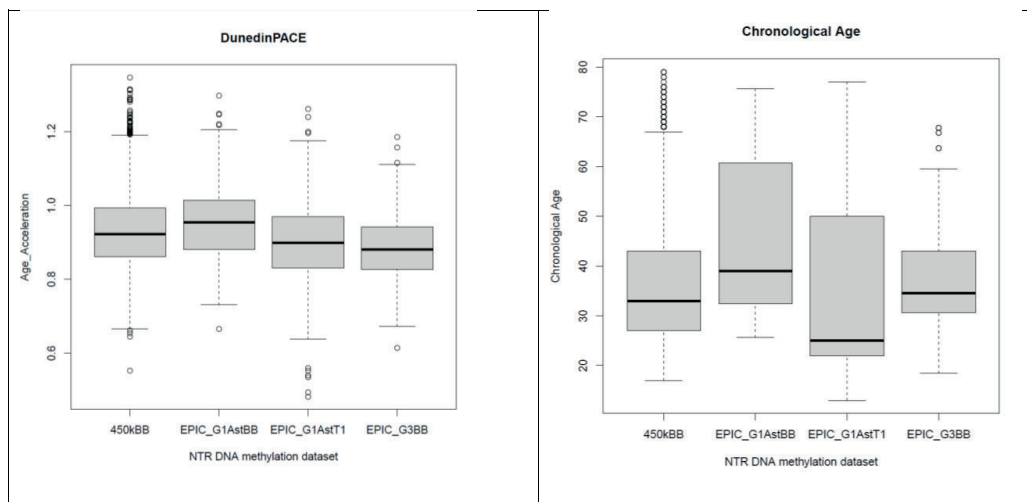 DunedinPACE
Age_Acceleration
1.2
1.0
0.8
0.6
450kBB EPIC_G1AstBB EPIC_G1AstT1 EPIC_G3BB
NTR DNA methylation dataset
Chronological Age
Chronological Age
80
70
60
50
40
30
20
450kBB EPIC_G1AstBB EPIC_G1AstT1 EPIC_G3BB
NTR DNA methylation dataset